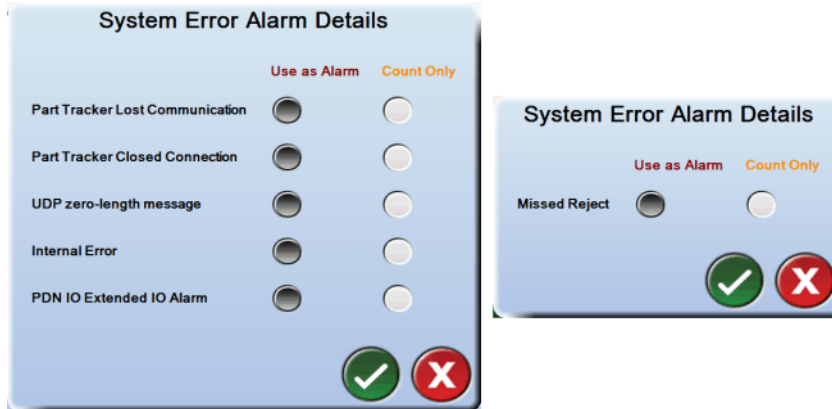 System Error Alarm Details
Use as Alarm Count Only
Part Tracker Lost Communication
Part Tracker Closed Connection
UDP zero-length message
Internal Error
PDN IO Extended IO Alarm
System Error Alarm Details
Use as Alarm Count Only
Missed Reject